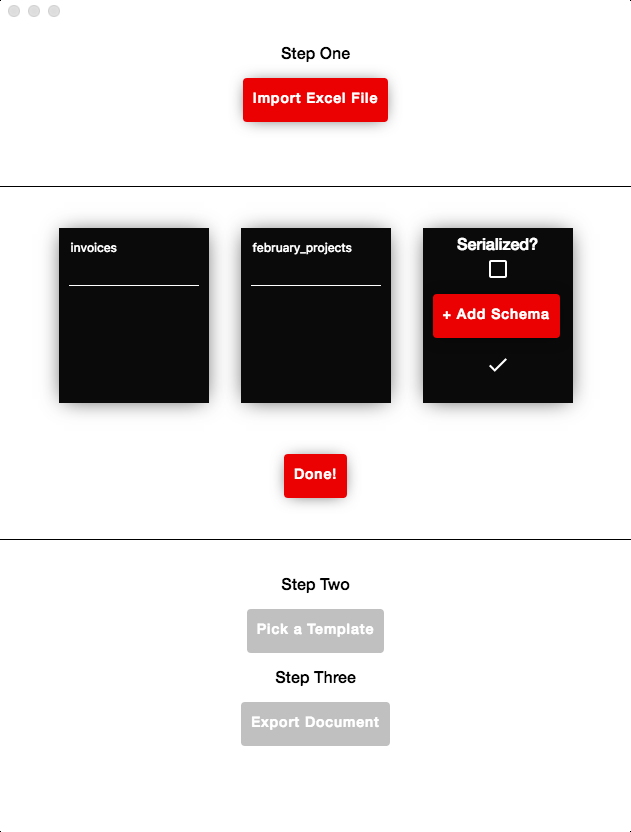 Step One
Import Excel File
invoices
february_projects
Serialized?
+ Add Schema
Done!
Step Two
Pick a Template
Step Three
Export Document